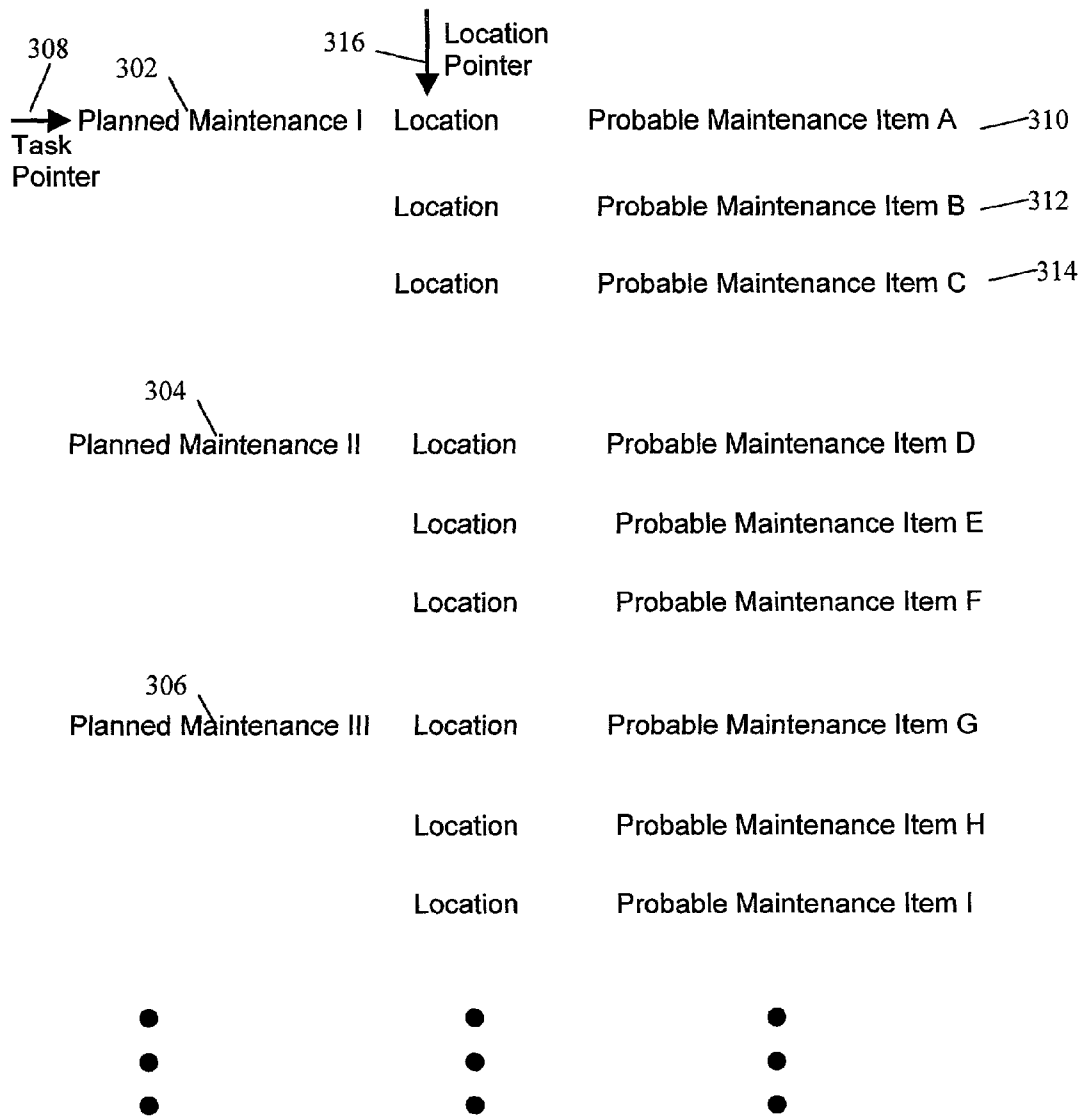 308
302
316
Location
Pointer
Planned Maintenance I Location Probable Maintenance Item A 310
Task
Pointer
Location Probable Maintenance Item B 312
Location Probable Maintenance Item C 314
304
Planned Maintenance II Location Probable Maintenance Item D
Location Probable Maintenance Item E
Location Probable Maintenance Item F
306
Planned Maintenance III Location Probable Maintenance Item G
Location Probable Maintenance Item H
Location Probable Maintenance Item I